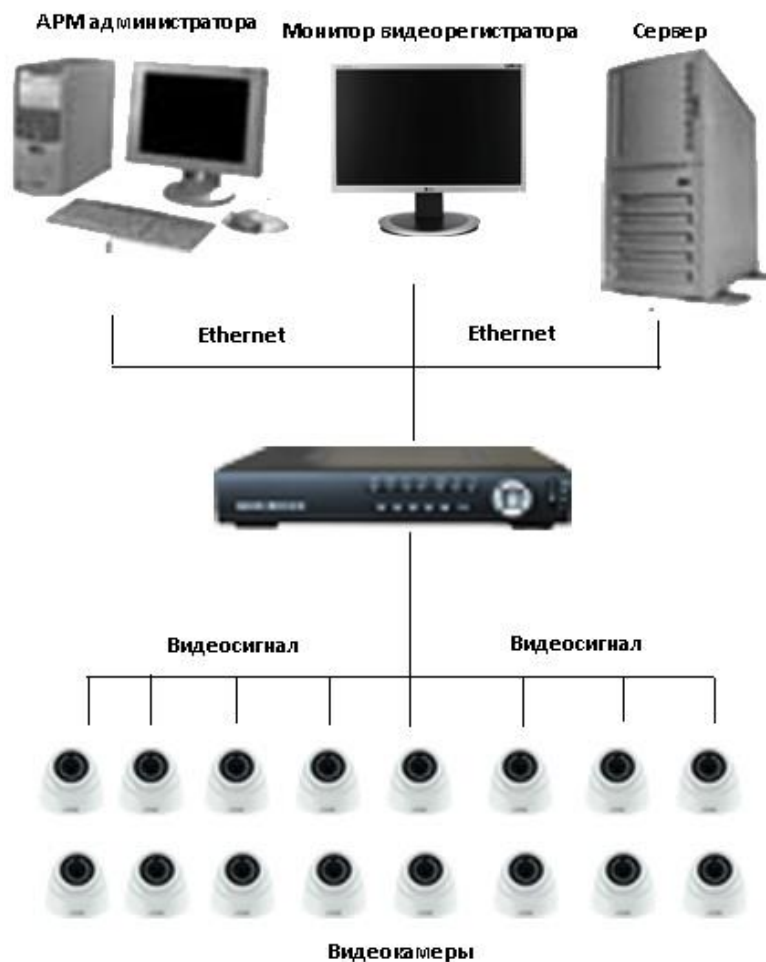 АРМ администратора
Монитор видеорегистратора
Сервер
Ethernet
Ethernet
Видеосигнал
Видеосигнал
Видеокамеры